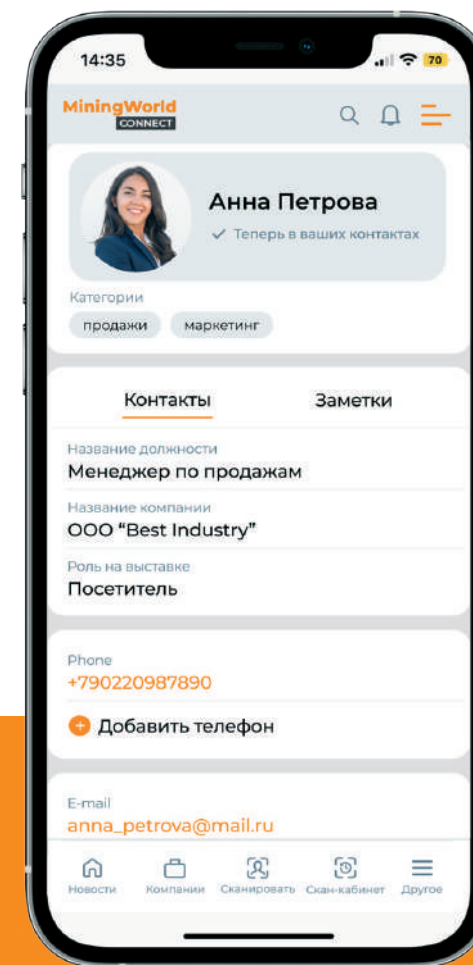 14:35
70
MiningWorld
CONNECT
Анна Петрова
Теперь в ваших контактах
Категории
продажи маркетинг
Контакты Заметки
Название должности
Менеджер по продажам
Название компании
ООО “Best Industry”
Роль на выставке
Посетитель
Phone
+790220987890
Добавить телефон
E-mail
anna_petrova@mail.ru
Новости Компании Сканировать Скан-кабинет Другое